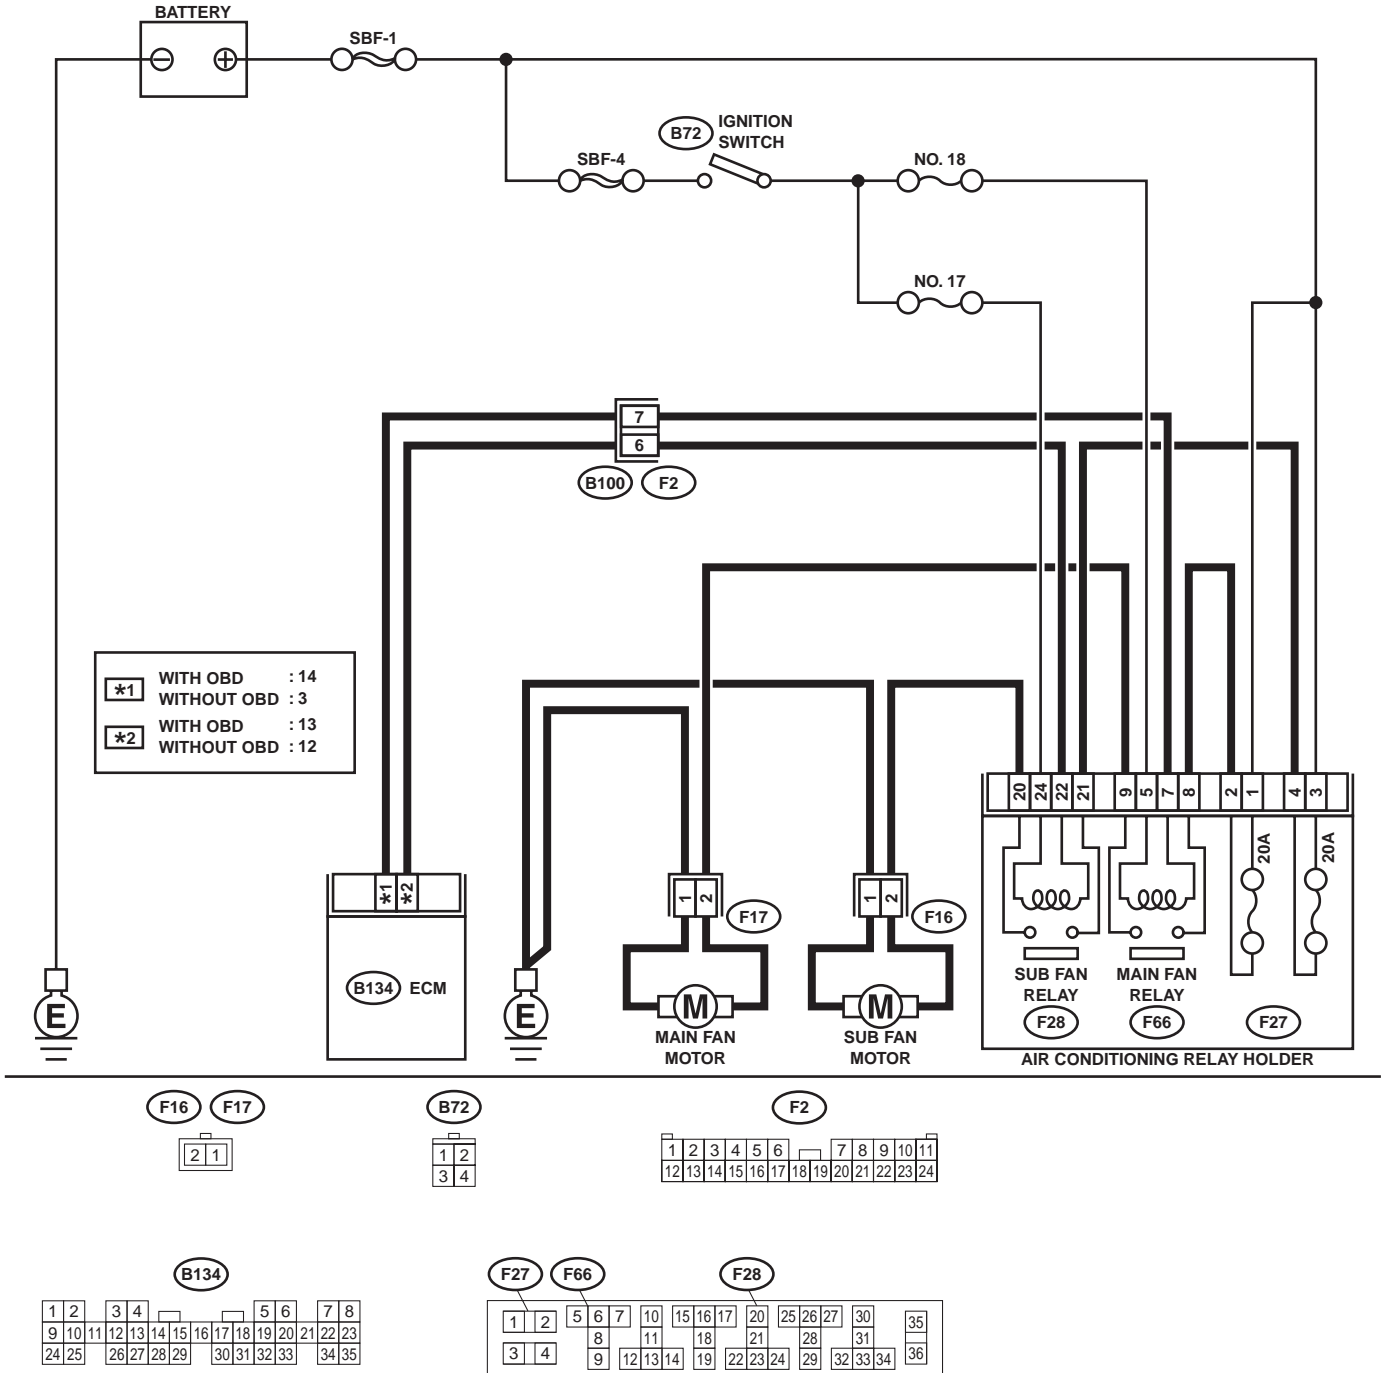 BATTERY
SBF-1
B72 IGNITION
SWITCH
SBF-4
NO. 18
NO. 17
7
6
B100 F2
*1 WITH OBD : 14
WITHOUT OBD : 3
*2 WITH OBD : 13
WITHOUT OBD : 12
20 24 22 21 9 5 7 8 2 1 4 3
20A 20A
*1 *2
1 2 F17
1 2 F16
B134 ECM
E
E
M
MAIN FAN
MOTOR
M
SUB FAN
MOTOR
SUB FAN
RELAY
F28
MAIN FAN
RELAY
F66
F27
AIR CONDITIONING RELAY HOLDER
F16 F17
2 1
B72
1 2
3 4
F2
1 2 3 4 5 6 7 8 9 10 11
12 13 14 15 16 17 18 19 20 21 22 23 24
B134
1 2 3 4 5 6 7 8
9 10 11 12 13 14 15 16 17 18 19 20 21 22 23
24 25 26 27 28 29 30 31 32 33 34 35
F27 F66 F28
1 2 5 6 7 10 15 16 17 20 25 26 27 30 35
8 11 18 21 28 31
3 4 9 12 13 14 19 22 23 24 29 32 33 34 36